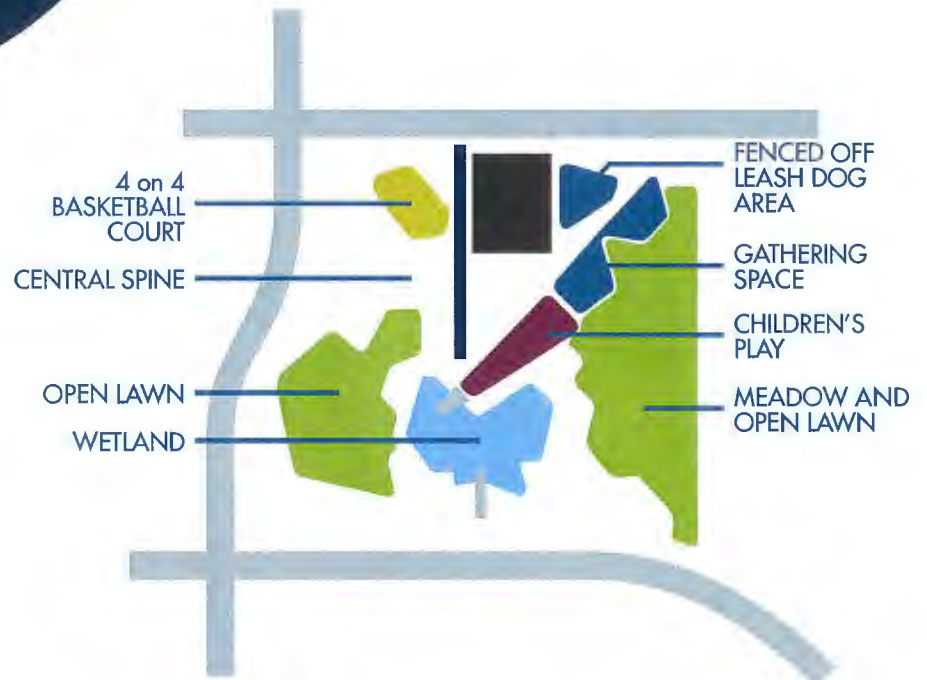 4 on 4
BASKETBALL
COURT
CENTRAL SPINE
OPEN LAWN
WETLAND
FENCED OFF
LEASH DOG
AREA
GATHERING
SPACE
CHILDREN'S
PLAY
MEADOW AND
OPEN LAWN